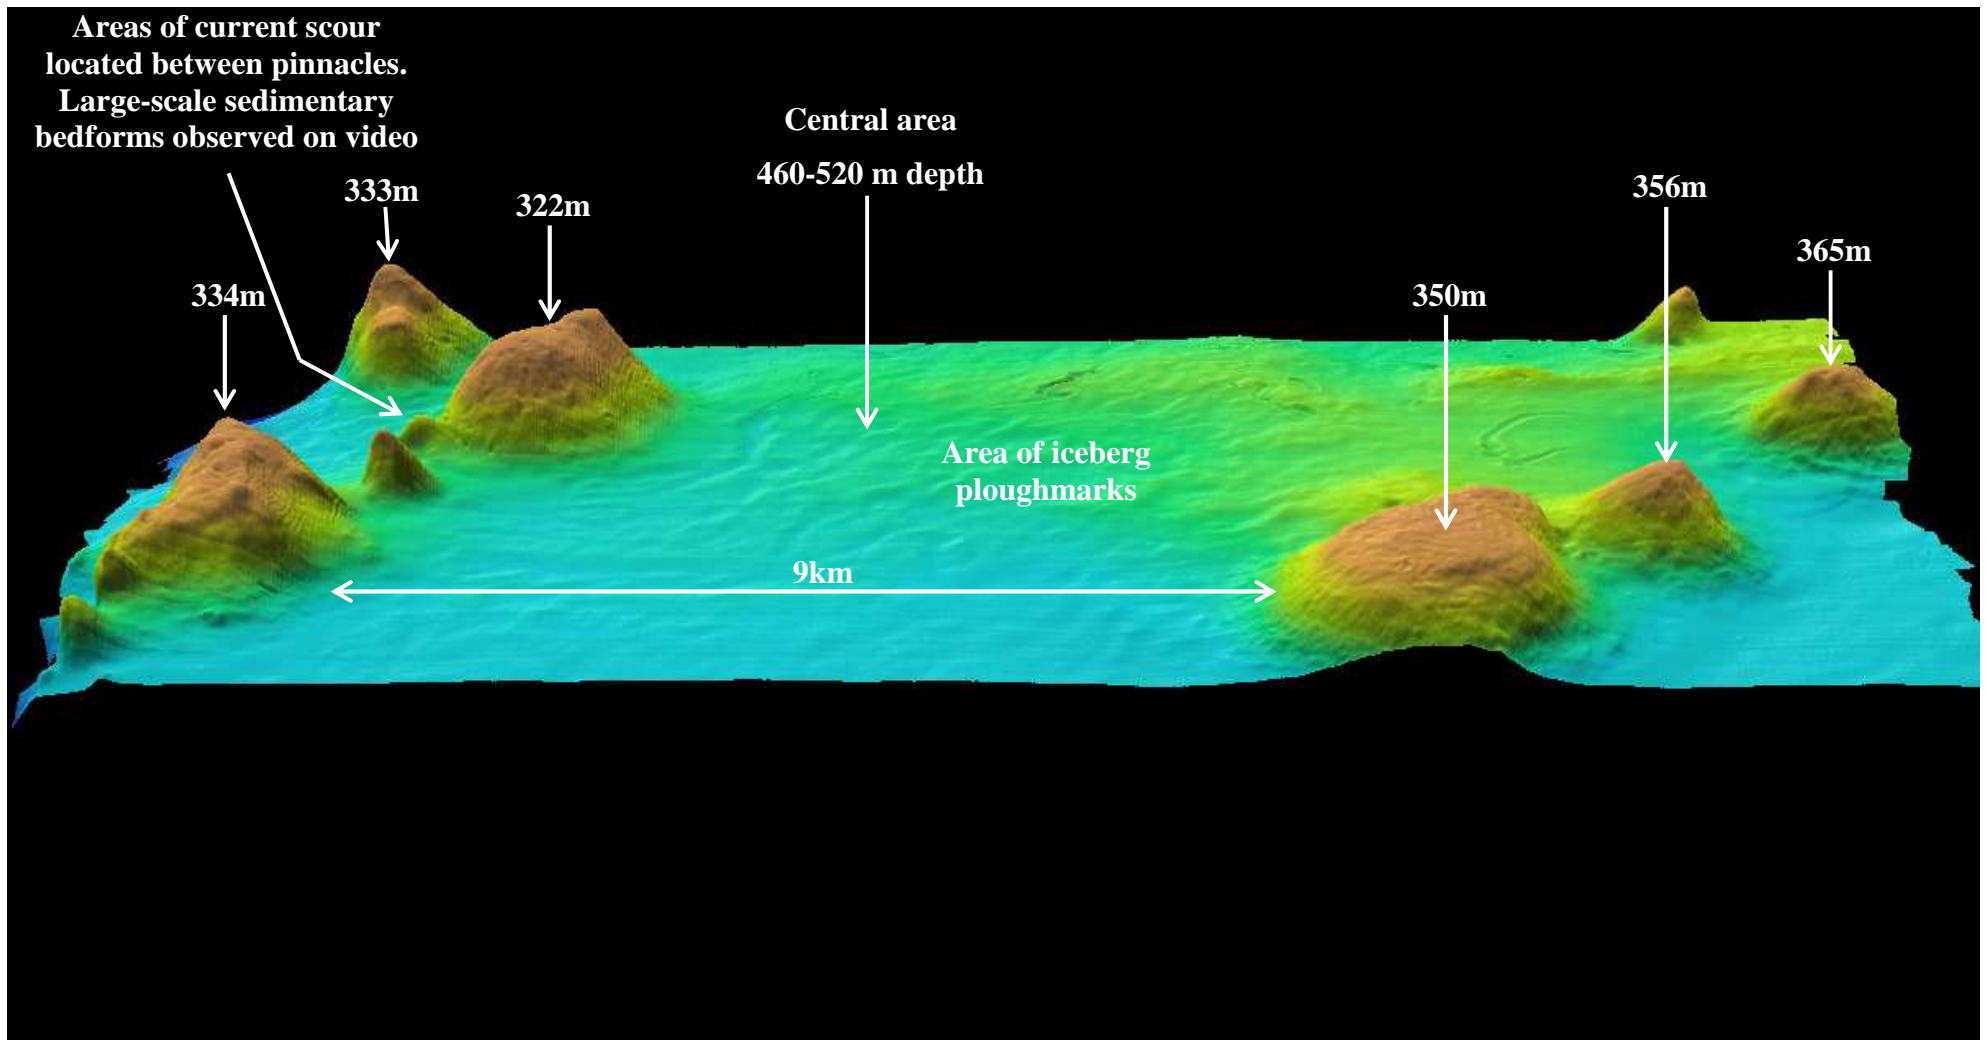 Areas of current scour
located between pinnacles.
Large-scale sedimentary
bedforms observed on video
333m
322m
334m
Central area
460-520 m depth
356m
365m
350m
Area of iceberg
ploughmarks
9km